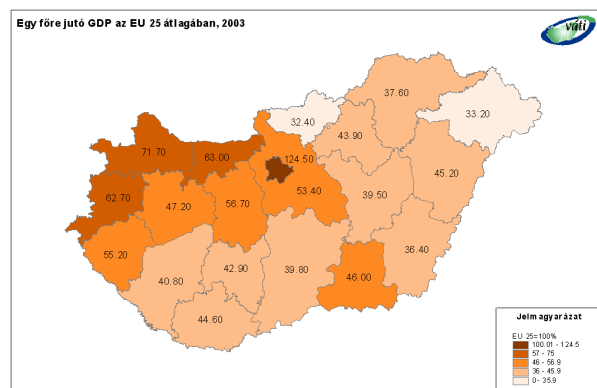 Egy főre jutó GDP az EU 25 átlagában, 2003
váti
37.60
32.40
33.20
43.90
71.70
63.00
124.50
45.20
62.70
47.20
56.70
53.40
39.50
55.20
36.40
40.80
42.90
39.80
46.00
44.60
Jelmagyarázat
EU 25=100%
100.01 - 124.5
57 - 75
46 - 56.9
36 - 45.9
0 - 35.9